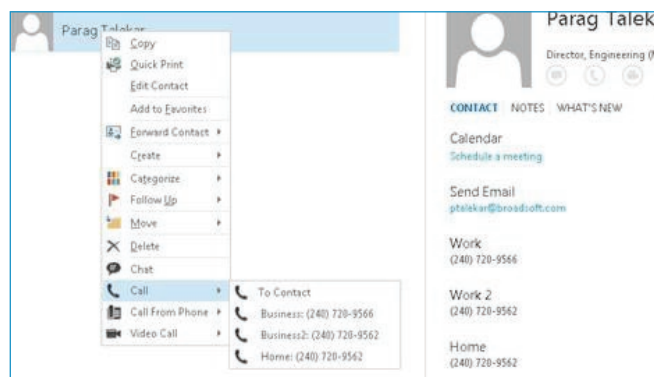 Parag Talekar
Copy
Quick Print
Edit Contact
Add to Favorites
Forward Contact
Create
Categorize
Follow Up
Move
Delete
Chat
Call
Call From Phone
Video Call
To Contact
Business: (240) 720-9566
Business2: (240) 720-9562
Home: (240) 720-9562
Parag Talek
Director, Engineering (M
CONTACT NOTES WHAT'S NEW
Calendar
Schedule a meeting
Send Email
ptalekar@broadsoft.com
Work
(240) 720-9566
Work 2
(240) 720-9562
Home
(240) 720-9562